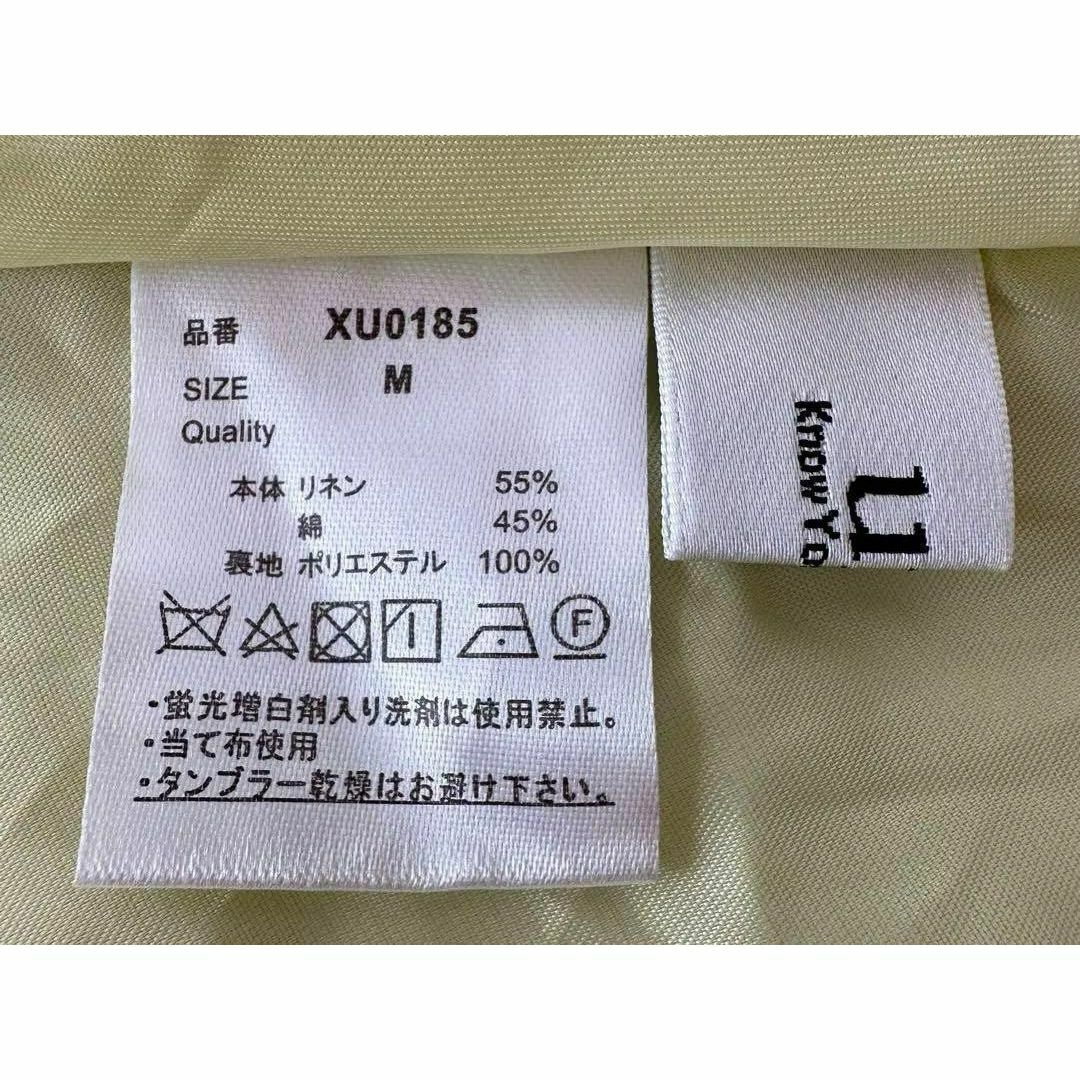 品番 XU0185
SIZE M
Quality
本体 リネン 55%
綿 45%
裏地 ポリエステル 100%
F
・蛍光増白剤入り洗剤は使用禁止。
・当て布使用
・タンブラー乾燥はお避け下さい。
Know